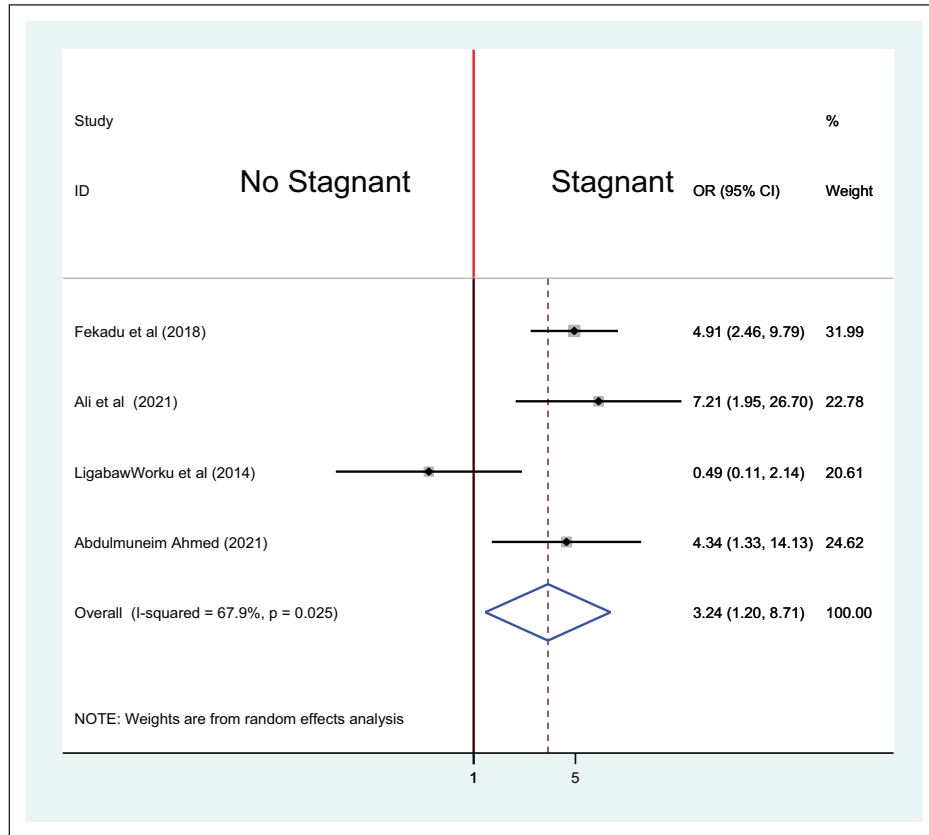 Study %
ID No Stagnant Stagnant OR (95% CI) Weight
Fekadu et al (2018) 4.91 (2.46, 9.79) 31.99
Ali et al (2021) 7.21 (1.95, 26.70) 22.78
LigabawWorku et al (2014) 0.49 (0.11, 2.14) 20.61
Abdulmuneim Ahmed (2021) 4.34 (1.33, 14.13) 24.62
Overall (I-squared = 67.9%, p = 0.025) 3.24 (1.20, 8.71) 100.00
NOTE: Weights are from random effects analysis
1 5